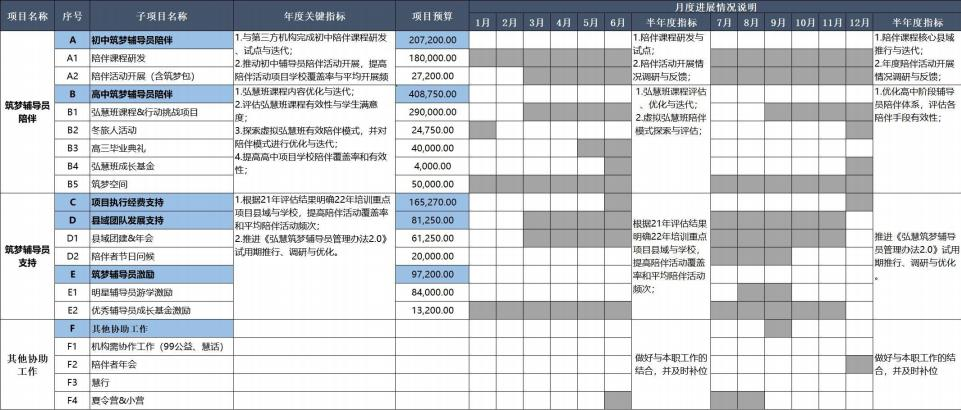 项目名称 序号 子项目名称 年度关键指标 项目预算 月度进展情况说明
1月 2月 3月 4月 5月 6月 半年度指标 7月 8月 9月 10月 11月 12月 半年度指标
筑梦辅导员
陪伴
A 初中筑梦辅导员陪伴 207,200.00
A1 陪伴课程研发 180,000.00
A2 陪伴活动开展（含筑梦包） 27,200.00
1.与第三方机构完成初中陪伴课程研发
、试点与迭代；
2.推动初中辅导员陪伴活动开展，提高
陪伴活动项目学校覆盖率与平均开展频
1.陪伴课程研发与
试点；
2.陪伴活动开展情
况调研与反馈；
1.陪伴课程核心县域
推行与迭代；
2.年度陪伴活动开展
情况调研与反馈；
B 高中筑梦辅导员陪伴 408,750.00
B1 弘慧班课程&行动挑战项目 290,000.00
B2 冬旅人活动 24,750.00
B3 高三毕业典礼 40,000.00
B4 弘慧班成长基金 4,000.00
B5 筑梦空间 50,000.00
1.弘慧班课程内容优化与迭代；
2.评估弘慧班课程有效性与学生满意
度；
3.探索虚拟弘慧班有效陪伴模式，并对
陪伴模式进行优化与迭代；
4.提高高中项目学校陪伴覆盖率和有效
性；
1.弘慧班课程评估
、优化与迭代；
2.虚拟弘慧班陪伴
模式探索与评估；
1.优化高中阶段辅导
员陪伴体系，评估各
陪伴手段有效性；
筑梦辅导员
支持
C 项目执行经费支持 165,270.00
D 县域团队发展支持 81,250.00
D1 县域团建&年会 61,250.00
D2 陪伴者节日问候 20,000.00
E 筑梦辅导员激励 97,200.00
E1 明星辅导员游学激励 84,000.00
E2 优秀辅导员成长基金激励 13,200.00
1.根据21年评估结果明确22年培训重点
项目县域与学校，提高陪伴活动覆盖率
和平均陪伴活动频次；
2.推进《弘慧筑梦辅导员管理办法2.0》
试用期推行、调研与优化。
根据21年评估结果
明确22年培训重点
项目县域与学校，
提高陪伴活动覆盖
率和平均陪伴活动
频次；
推进《弘慧筑梦辅导
员管理办法2.0》试用
期推行、调研与优化
。
其他协助
工作
F 其他协助工作
F1 机构需协作工作（99公益、慧话）
F2 陪伴者年会
F3 慧行
F4 夏令营&小营
做好与本职工作的
结合，并及时补位
做好与本职工作的结
合，并及时补位